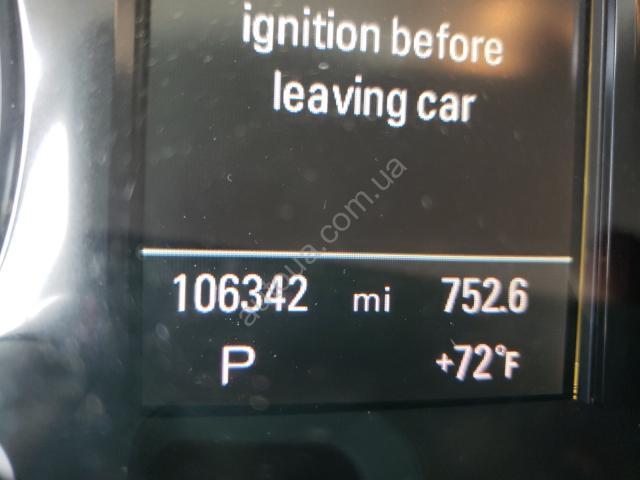 ignition before
leaving car
106342 mi 752.6
P +72°F